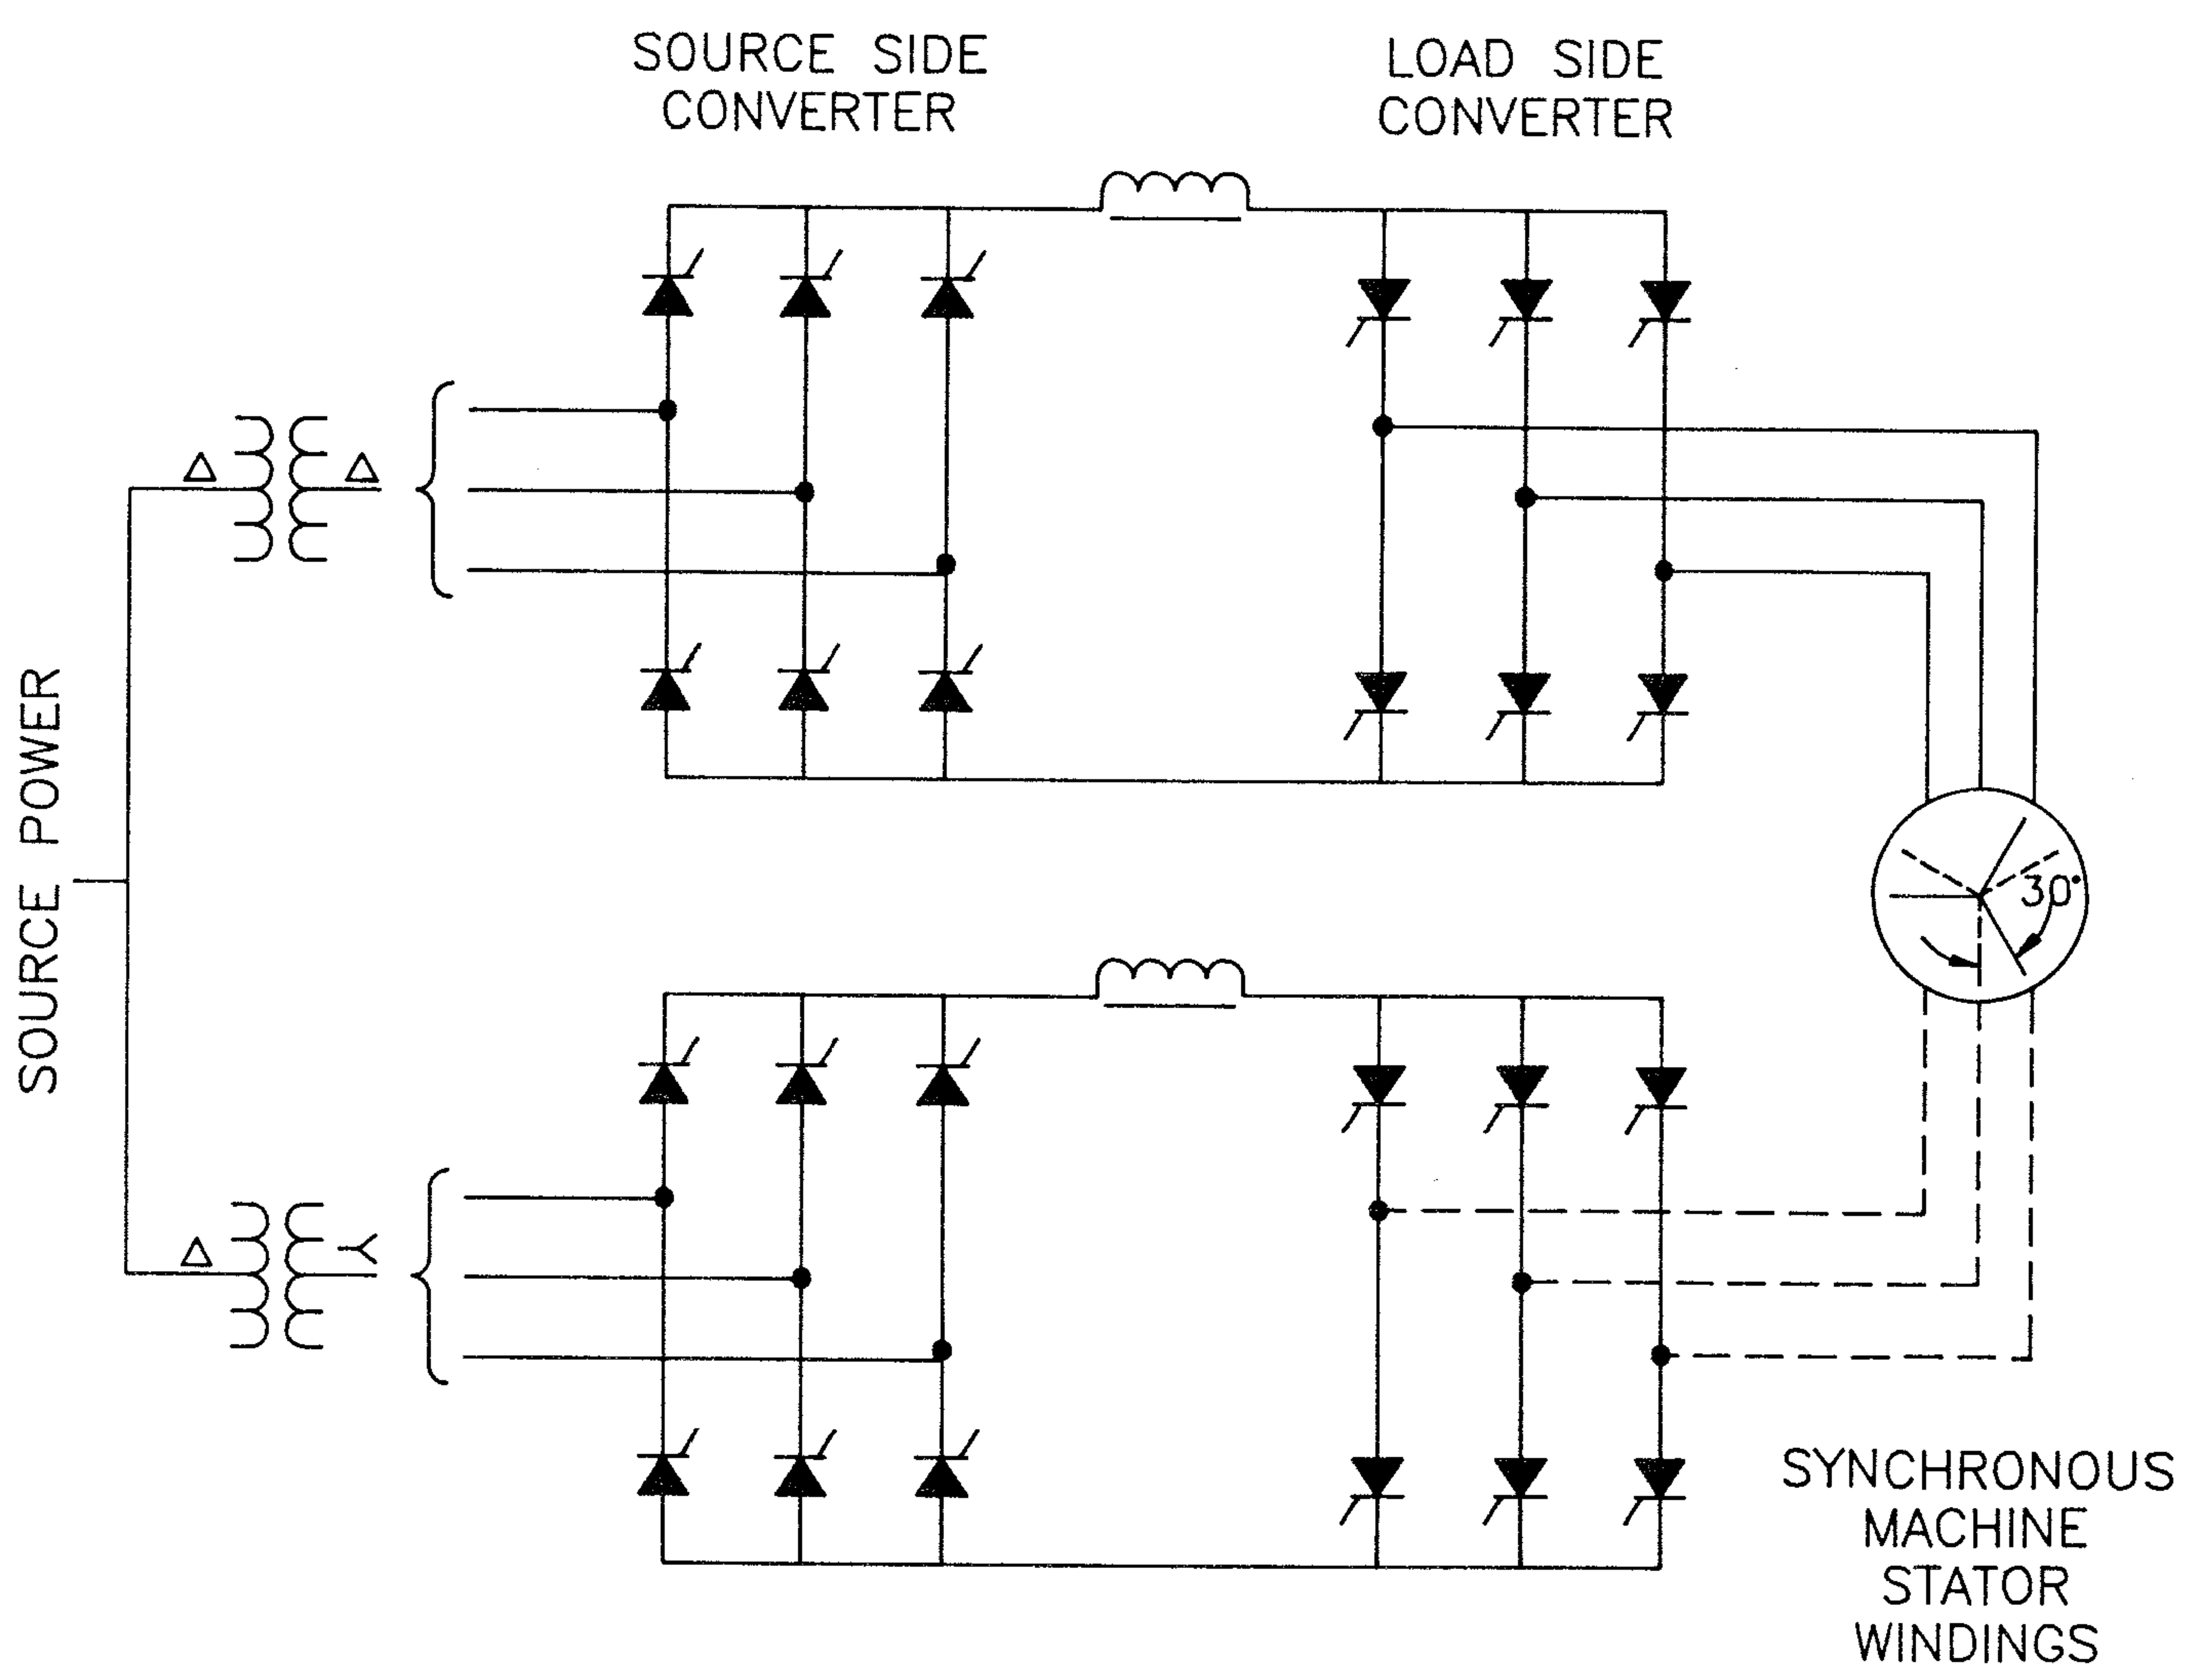 SOURCE SIDE
CONVERTER
LOAD SIDE
CONVERTER
Δ
Δ
SOURCE POWER
30°
Δ
Y
SYNCHRONOUS
MACHINE
STATOR
WINDINGS